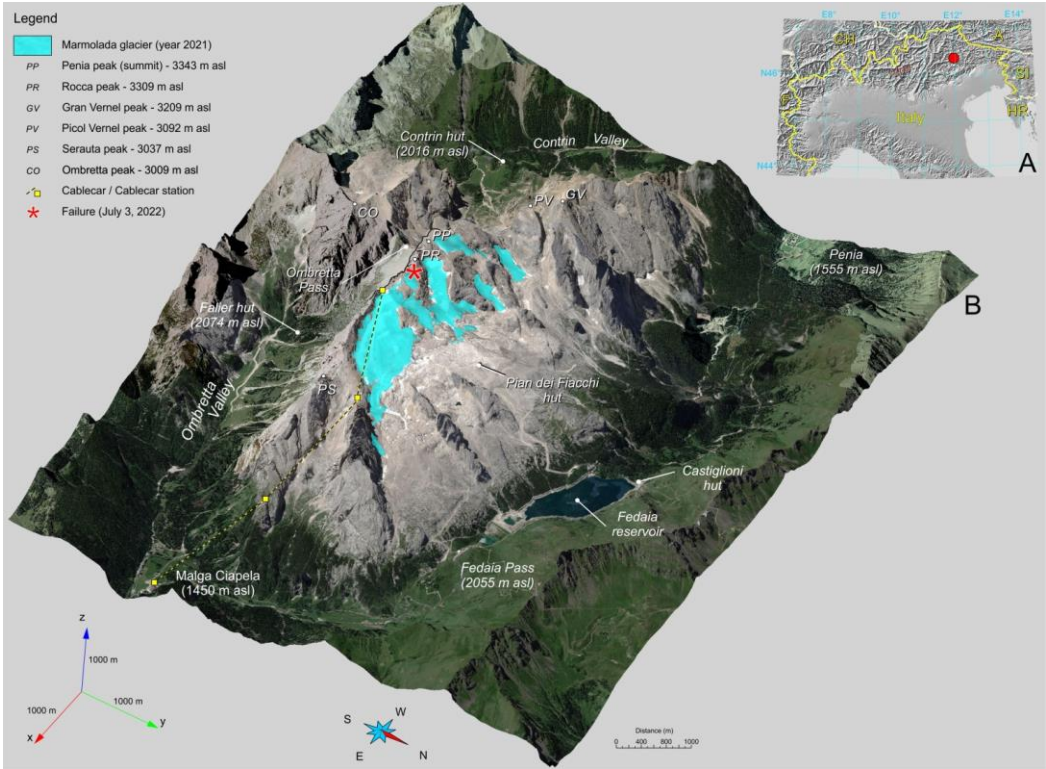 Legend
Marmolada glacier (year 2021)
PP Penia peak (summit) - 3343 m asl
PR Rocca peak - 3309 m asl
GV Gran Vernel peak - 3209 m asl
PV Picol Vernel peak - 3092 m asl
PS Serauta peak - 3037 m asl
CO Ombretta peak - 3009 m asl
Cablecar / Cablecar station
Failure (July 3, 2022)
E8° E10° E12° E14°
CH A
N46°
SI
F
HR
Italy
N44°
A
Contrin hut
(2016 m asl)
Contrin Valley
PV GV
CO
PP
PR
Ombretta
Pass
Penia
(1555 m asl)
B
Falier hut
(2074 m asl)
Pian dei Fiacchi
hut
PS
Ombretta
Valley
Castiglioni
hut
Fedaia
reservoir
Fedaia Pass
(2055 m asl)
Malga Ciapela
(1450 m asl)
z
1000 m
1000 m
1000 m
y
x
S W
E N
Distance (m)
0 400 800 1000